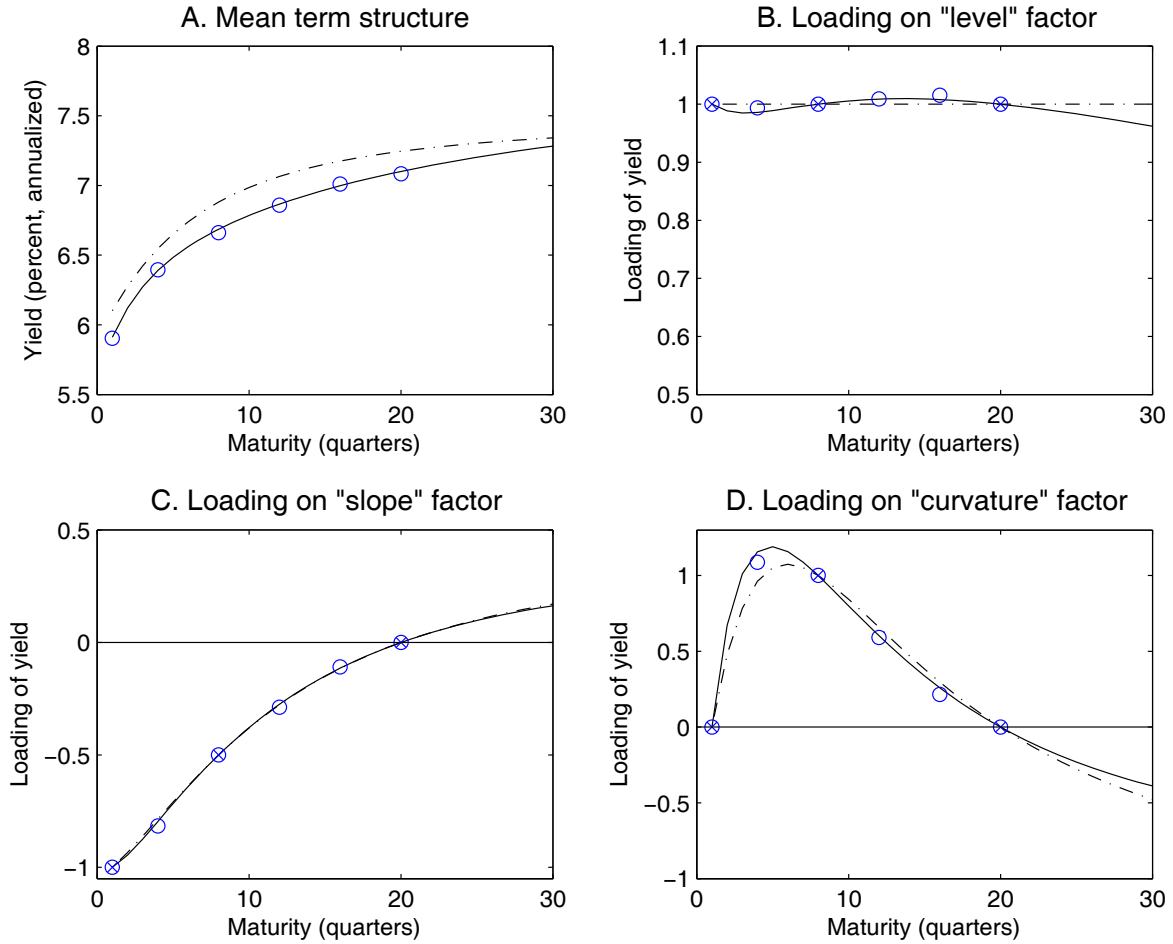 A. Mean term structure
8
7.5
7
6.5
6
5.5
Yield (percent, annualized)
0 10 20 30
Maturity (quarters)
B. Loading on "level" factor
1.1
1
0.9
0.8
0.7
0.6
0.5
Loading of yield
0 10 20 30
Maturity (quarters)
C. Loading on "slope" factor
0.5
0
−0.5
−1
Loading of yield
0 10 20 30
Maturity (quarters)
D. Loading on "curvature" factor
1
0.5
0
−0.5
−1
Loading of yield
0 10 20 30
Maturity (quarters)